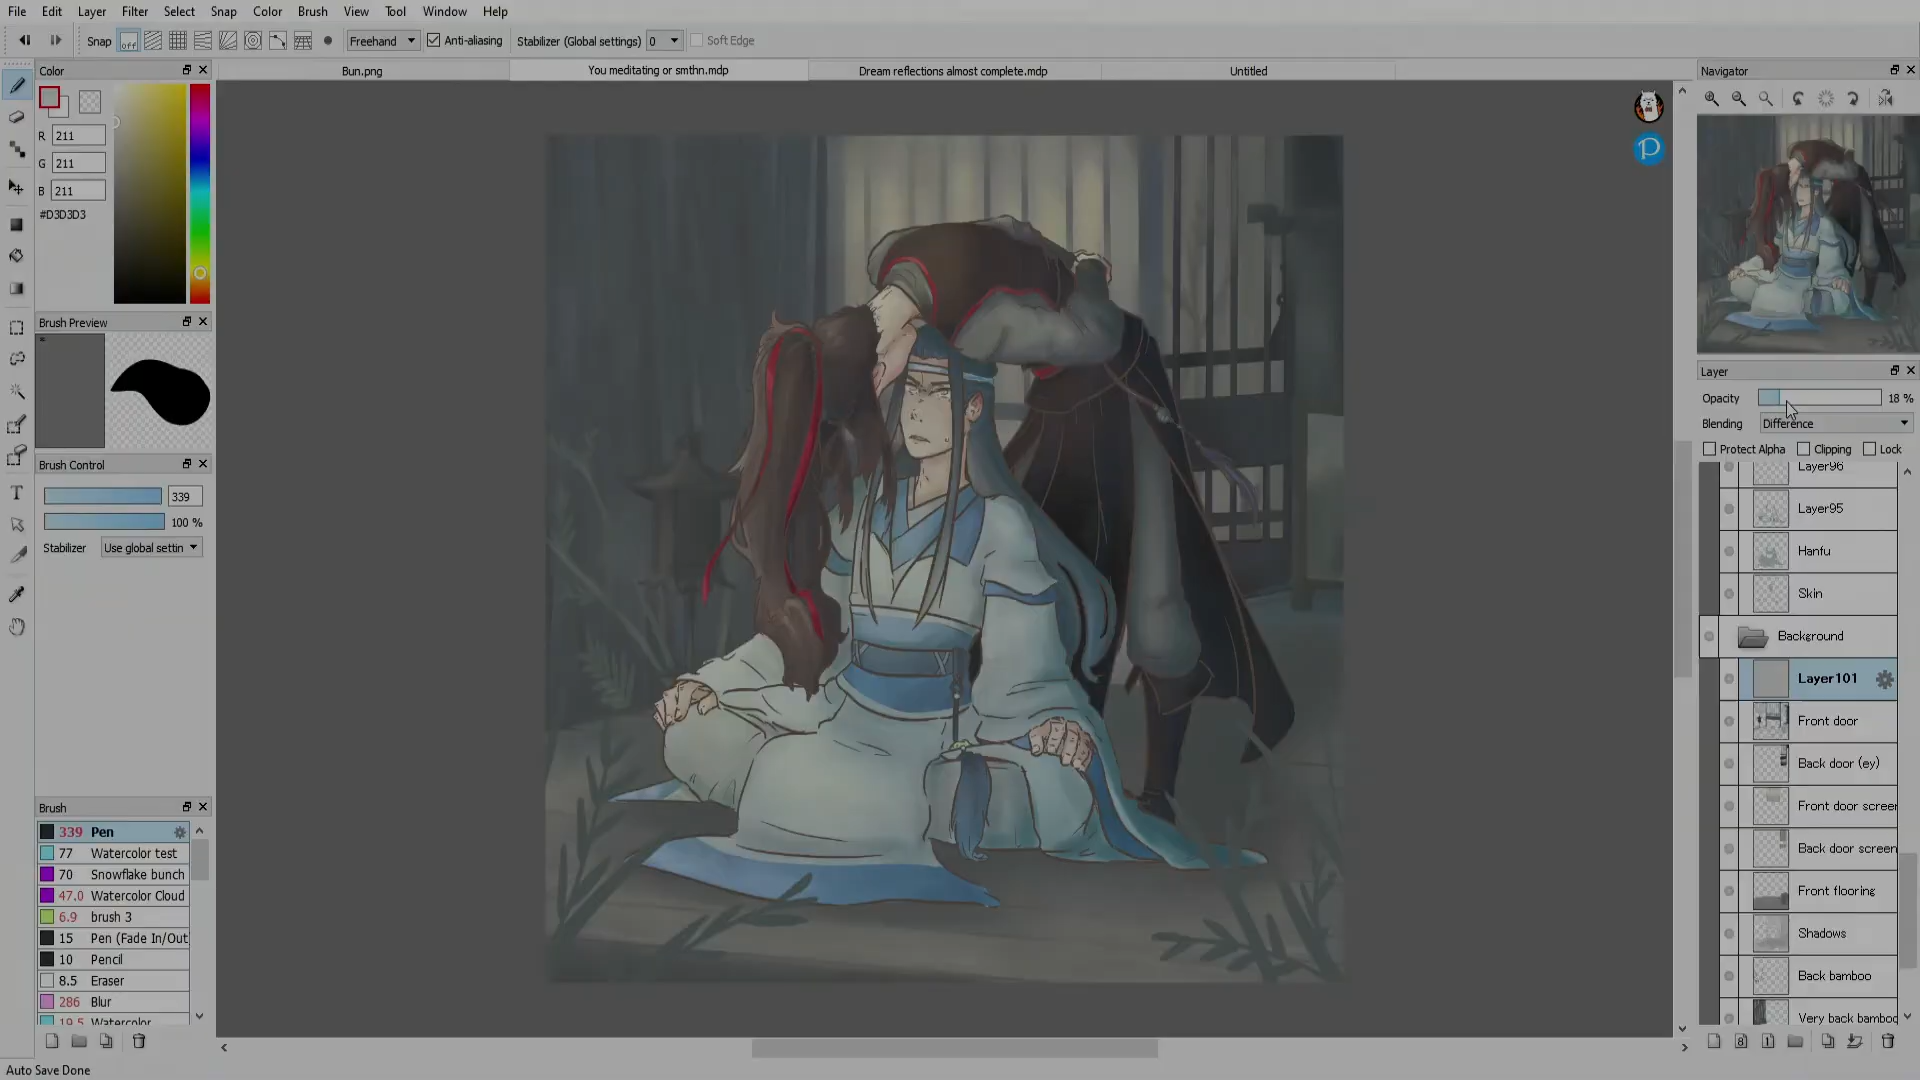 File Edit Layer Filter Select Snap Color Brush View Tool Window Help
Snap off Freehand Anti-aliasing Stabilizer (Global settings) 0 Soft Edge
Color
Bun.png
You meditating or smthn.mdp
Dream reflections almost complete.mdp
Untitled
Navigator
R 211
G 211
B 211
#D3D3D3
Brush Preview
Brush Control
339
100 %
Stabilizer Use global settin
Brush
339 Pen
77 Watercolor test
70 Snowflake bunch
47.0 Watercolor Cloud
6.9 brush 3
15 Pen (Fade In/Out
10 Pencil
8.5 Eraser
286 Blur
19.5 Watercolor
Auto Save Done
P
Layer
Opacity 18 %
Blending Difference
Protect Alpha Clipping Lock
Layer96
Layer95
Hanfu
Skin
Background
Layer101
Front door
Back door (ey)
Front door screen
Back door screen
Front flooring
Shadows
Back bamboo
Very back bamboo
8 1